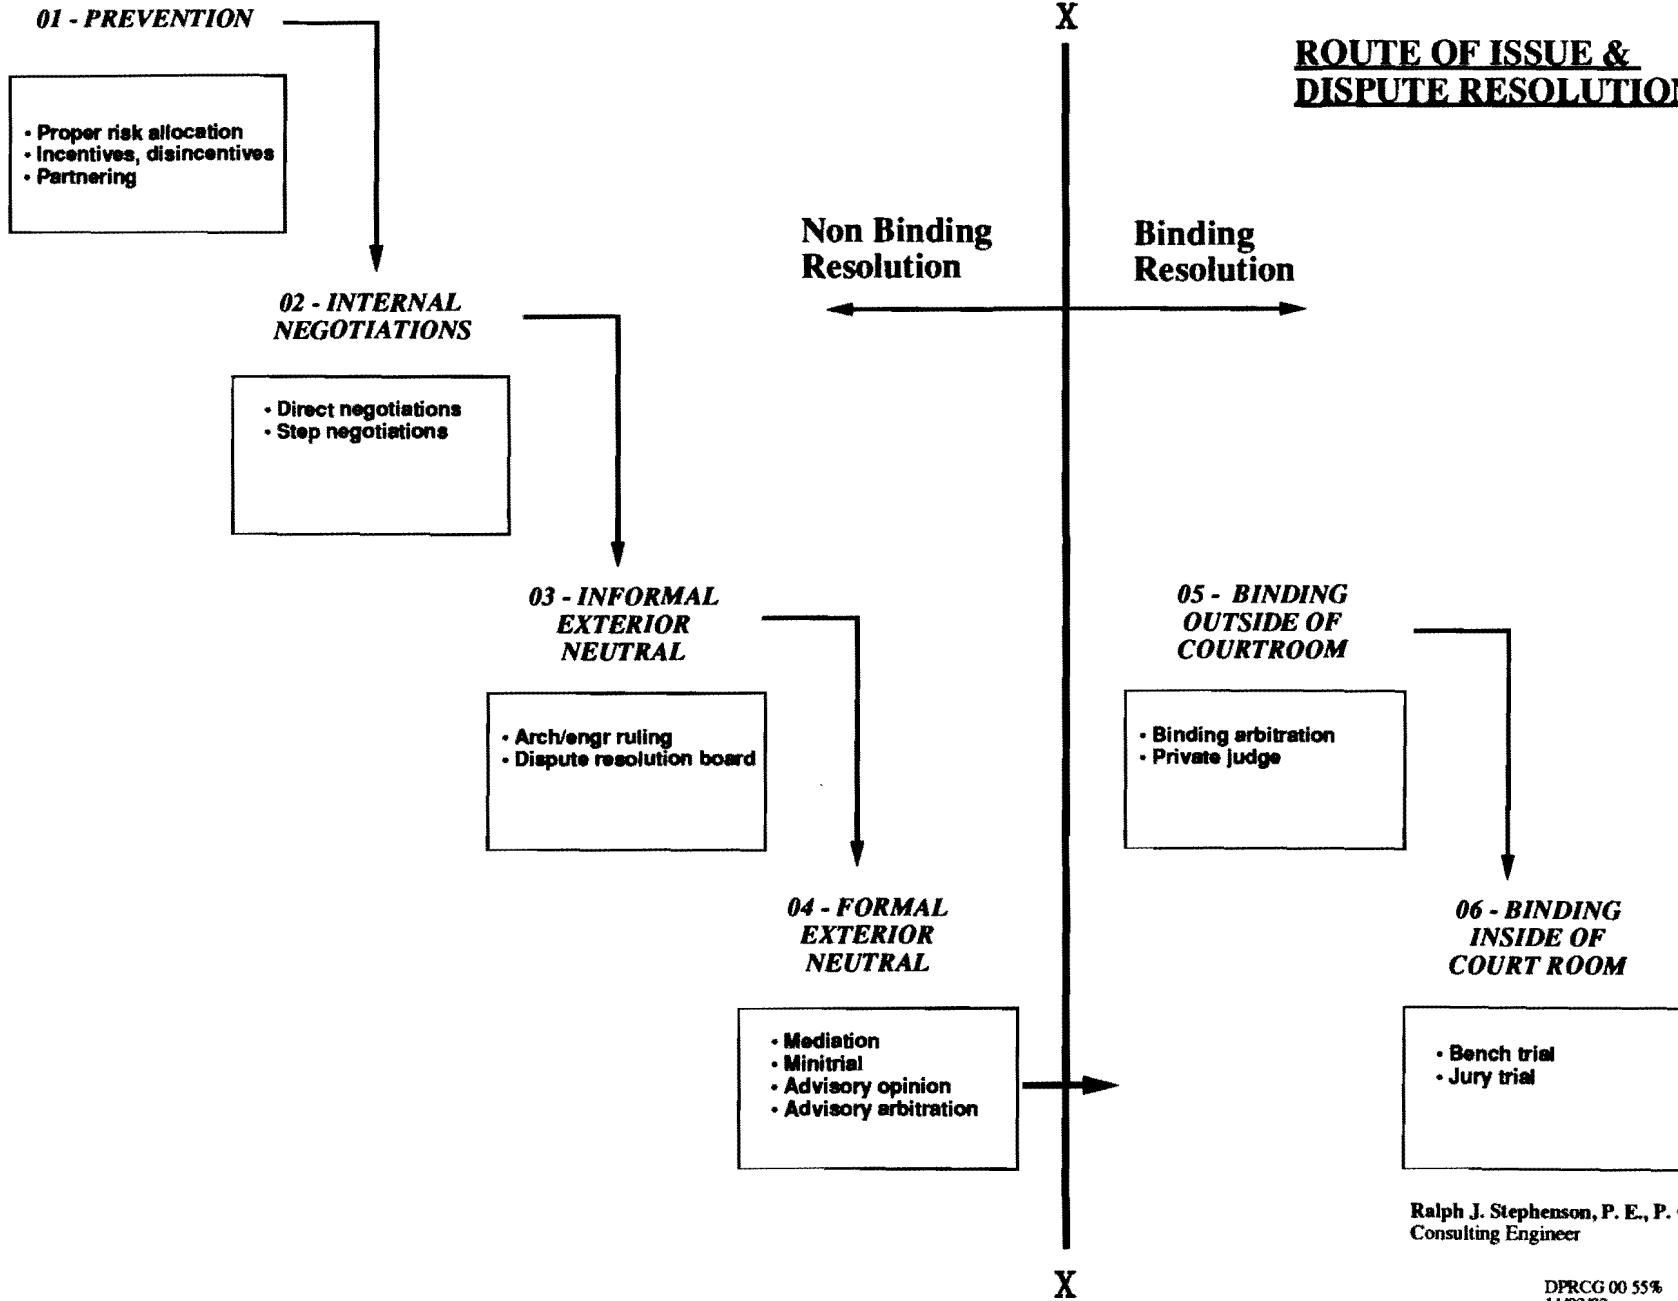 X
ROUTE OF ISSUE &
DISPUTE RESOLUTION
01 - PREVENTION
• Proper risk allocation
• Incentives, disincentives
• Partnering
Non Binding
Resolution
Binding
Resolution
02 - INTERNAL
NEGOTIATIONS
• Direct negotiations
• Step negotiations
03 - INFORMAL
EXTERIOR
NEUTRAL
• Arch/engr ruling
• Dispute resolution board
04 - FORMAL
EXTERIOR
NEUTRAL
• Mediation
• Minitrial
• Advisory opinion
• Advisory arbitration
05 - BINDING
OUTSIDE OF
COURTROOM
• Binding arbitration
• Private judge
06 - BINDING
INSIDE OF
COURT ROOM
• Bench trial
• Jury trial
Ralph J. Stephenson, P. E., P.
Consulting Engineer
X
DPRCG 00 55%